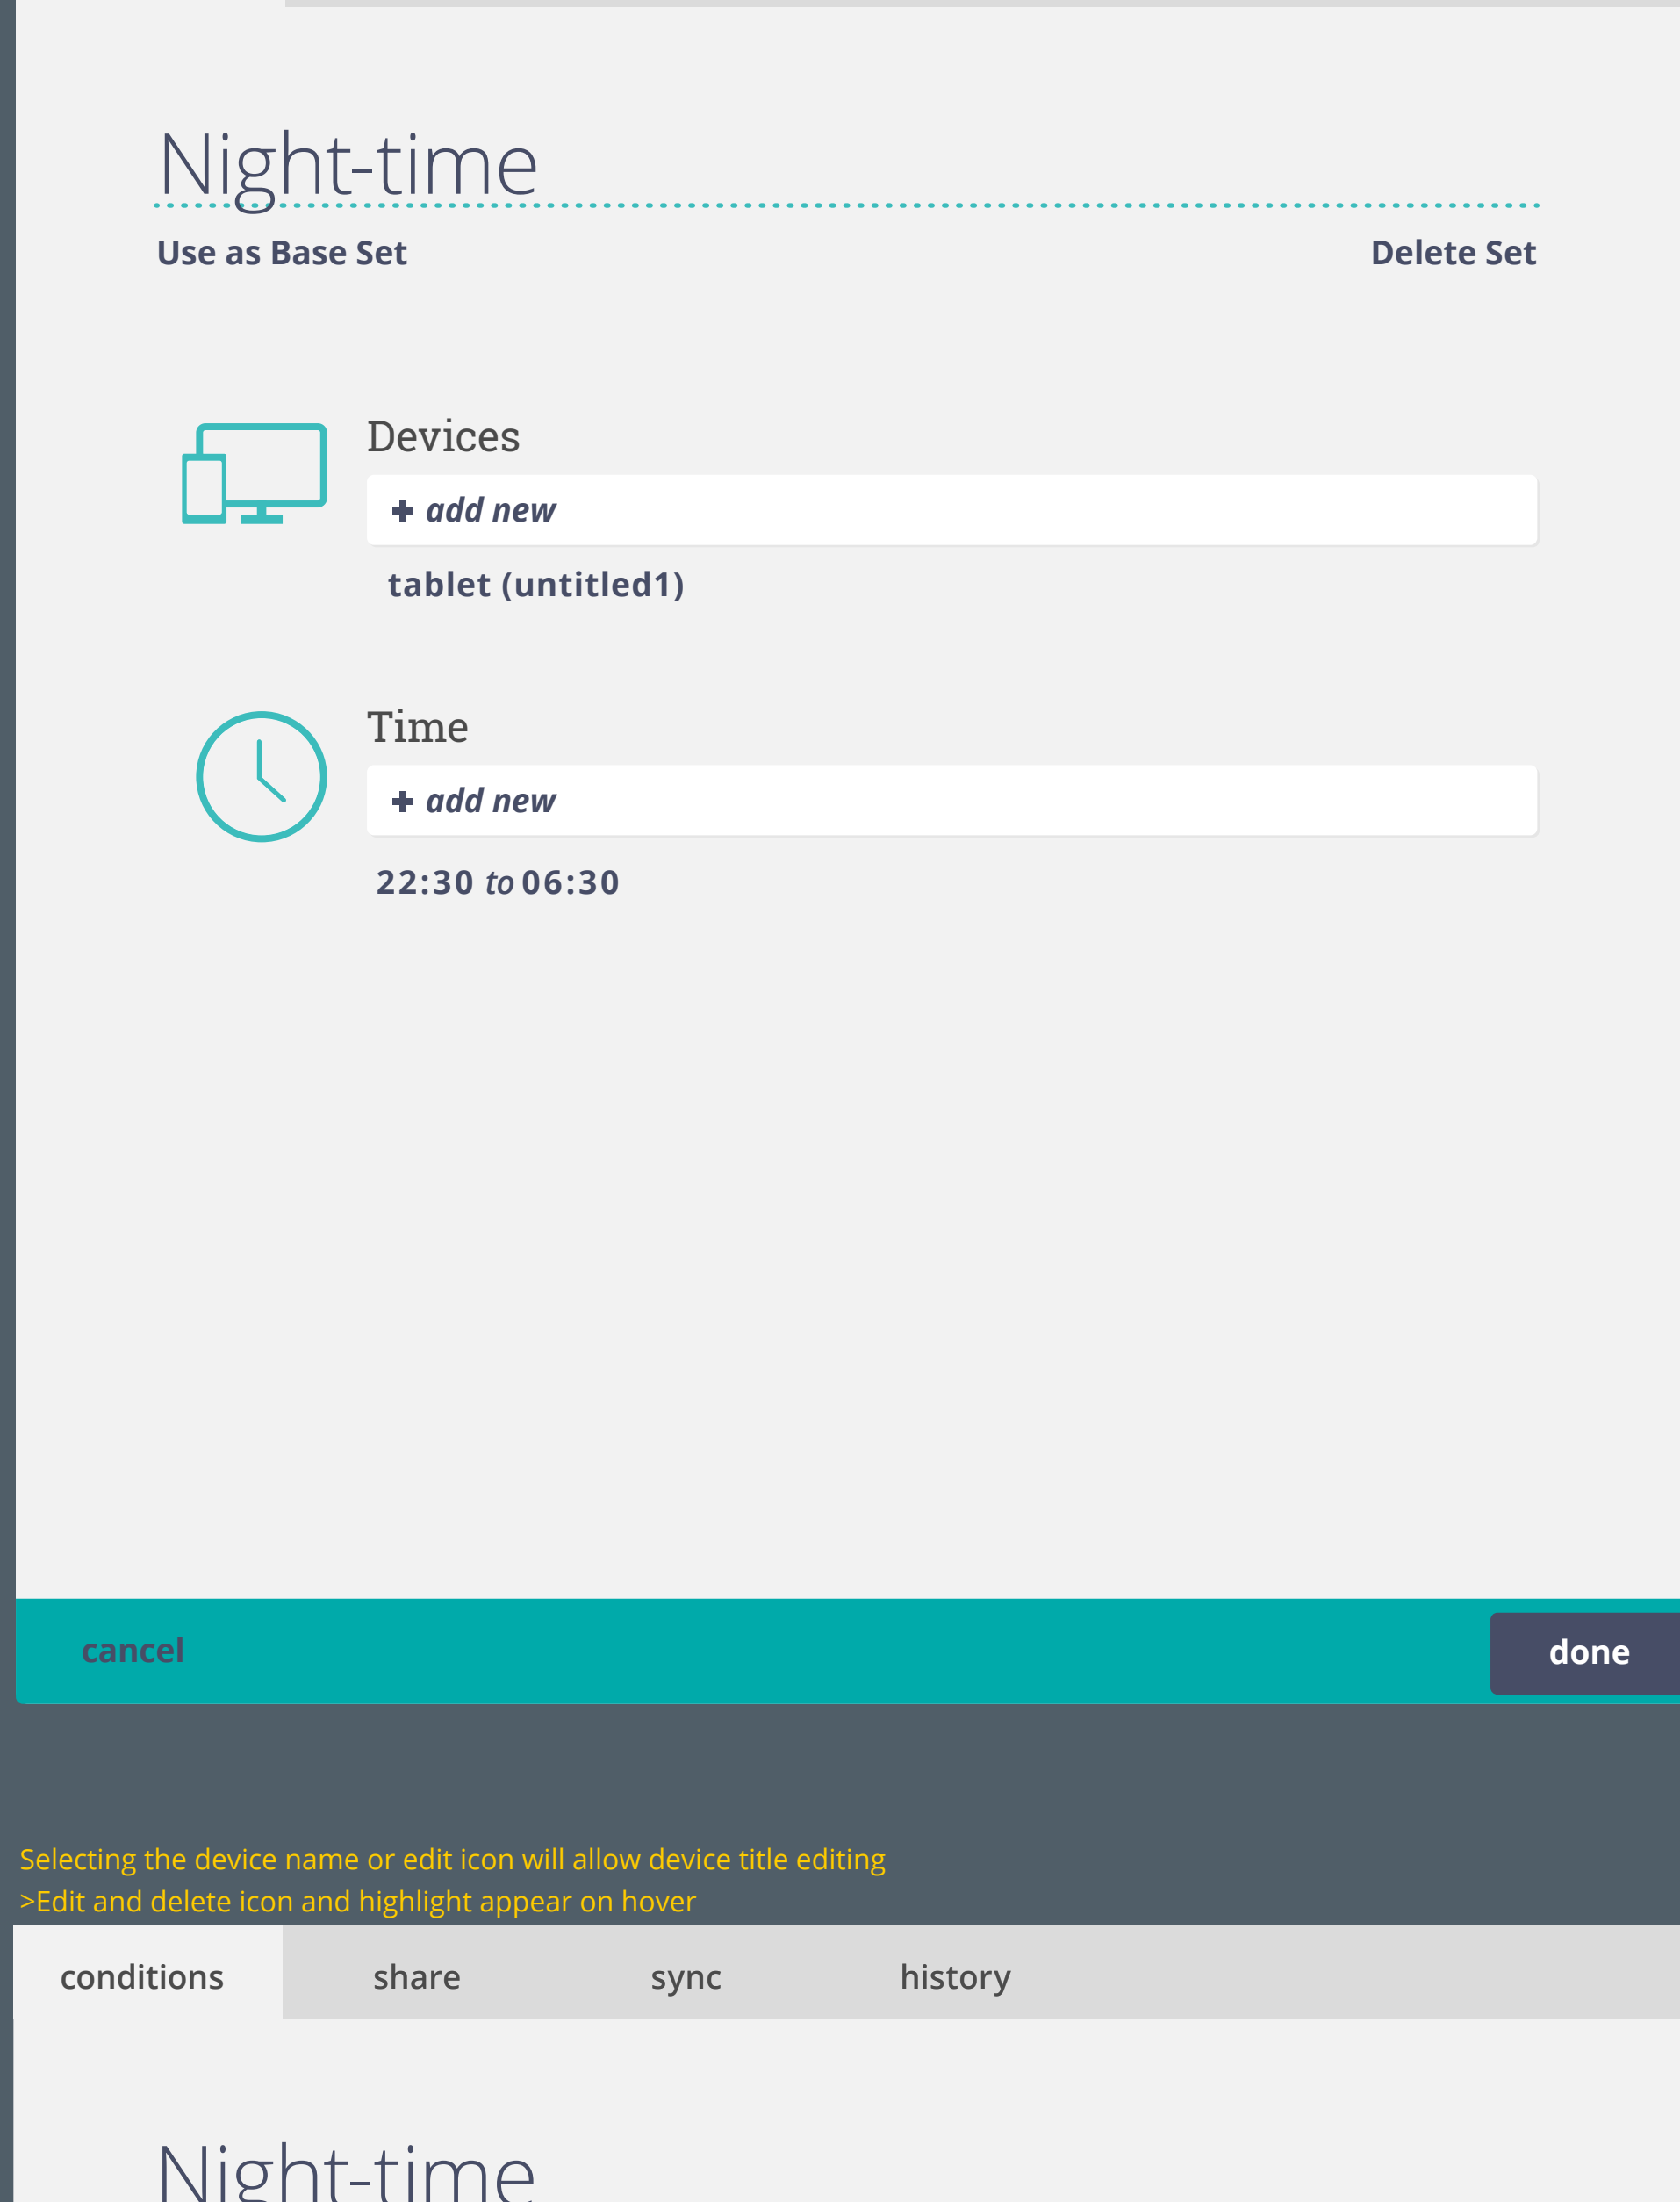 Night-time
Use as Base Set Delete Set
Devices
+ add new
tablet (untitled1)
Time
+ add new
22:30 to 06:30
cancel done
Selecting the device name or edit icon will allow device title editing
>Edit and delete icon and highlight appear on hover
conditions share sync history
Night-time